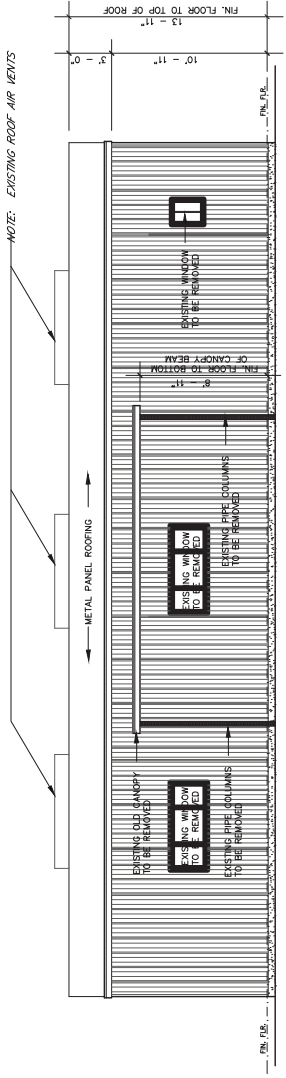 NOTE: EXISTING ROOF AIR VENTS
METAL PANEL ROOFING
EXISTING OLD CANOPY
TO BE REMOVED
EXISTING WINDOW
TO BE REMOVED
EXISTING PIPE COLUMNS
TO BE REMOVED
EXISTING WINDOW
TO BE REMOVED
EXISTING PIPE COLUMNS
TO BE REMOVED
8' - 11"
FIN. FLOOR TO BOTTOM
OF CANOPY BEAM
EXISTING WINDOW
TO BE REMOVED
3' - 0"
10' - 11"
13 - 11"
FIN. FLOOR TO TOP OF ROOF
FIN. FLR.
FIN. FLR.